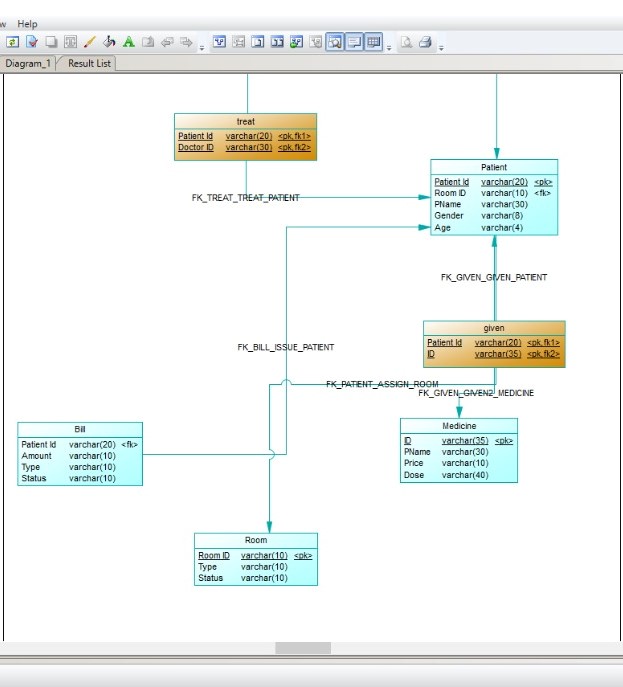 w Help
Diagram_1 Result List
treat
Patient Id varchar(20) <pk,fk1>
Doctor ID varchar(30) <pk,fk2>
Patient
Patient Id varchar(20) <pk>
Room ID varchar(10) <fk>
PName varchar(30)
Gender varchar(8)
Age varchar(4)
FK_TREAT_TREAT_PATIENT
FK_GIVEN_GIVEN_PATIENT
given
Patient Id varchar(20) <pk,fk1>
ID varchar(35) <pk,fk2>
FK_BILL_ISSUE_PATIENT
FK_PATIENT_ASSIGN_ROOM
FK_GIVEN_GIVEN2_MEDICINE
Bill
Patient Id varchar(20) <fk>
Amount varchar(10)
Type varchar(10)
Status varchar(10)
Medicine
ID varchar(35) <pk>
PName varchar(30)
Price varchar(10)
Dose varchar(40)
Room
Room ID varchar(10) <pk>
Type varchar(10)
Status varchar(10)